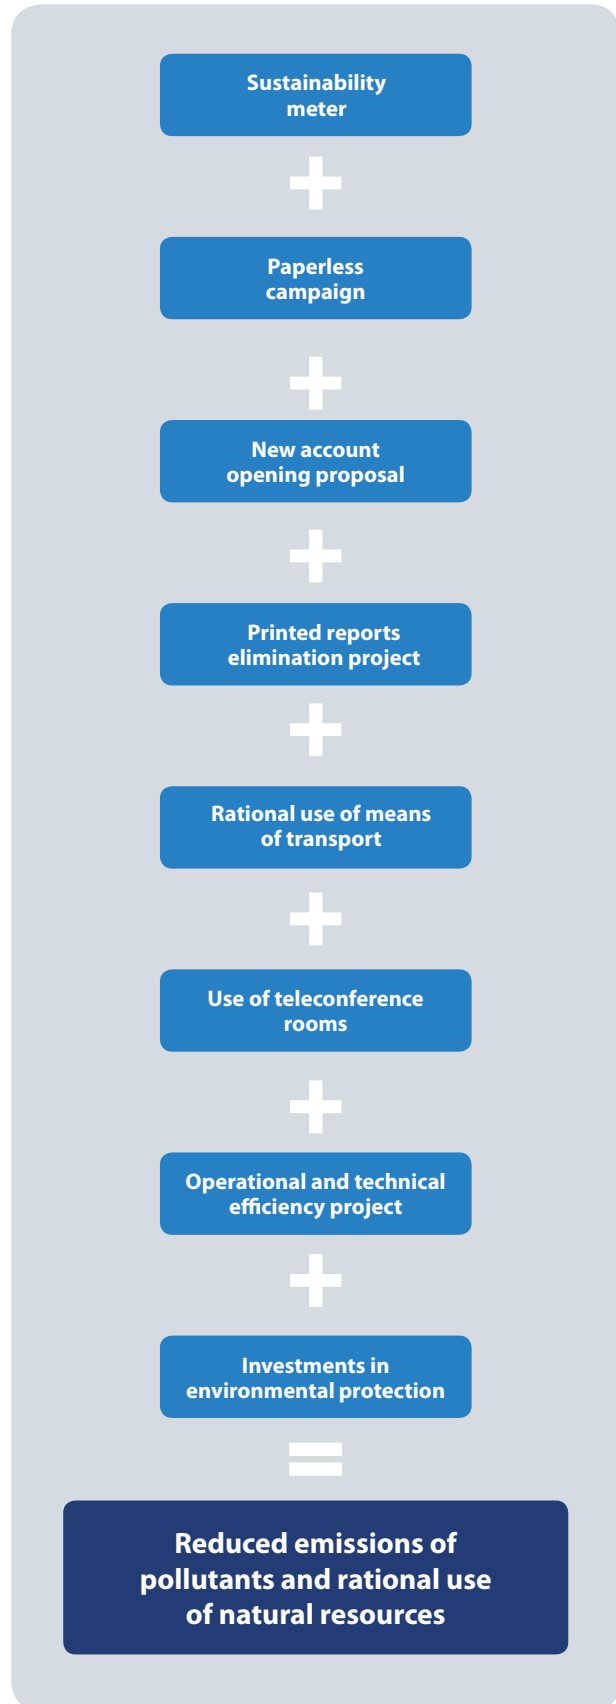 Sustainability
meter
+
Paperless
campaign
+
New account
opening proposal
+
Printed reports
elimination project
+
Rational use of means
of transport
+
Use of teleconference
rooms
+
Operational and technical
efficiency project
+
Investments in
environmental protection
=
Reduced emissions of
pollutants and rational use
of natural resources